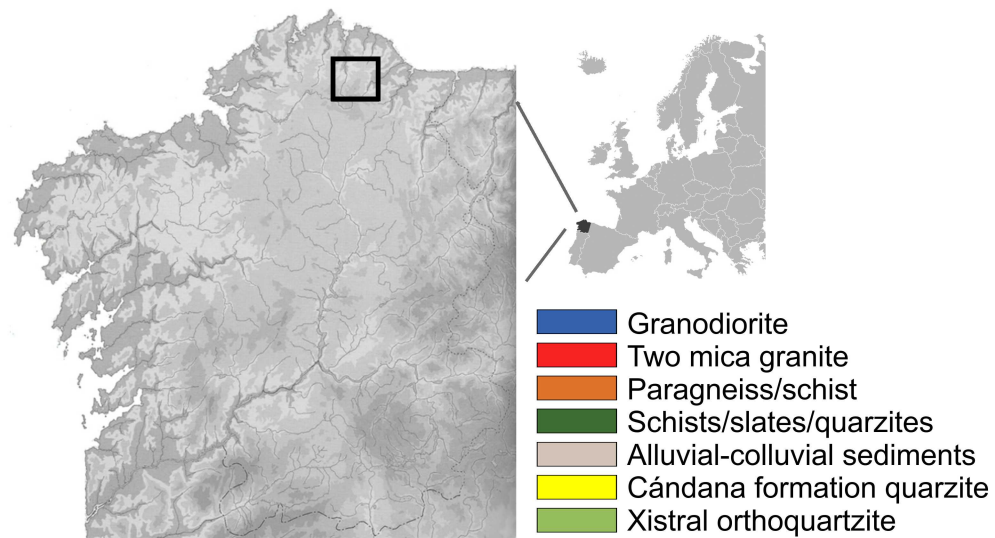 Granodiorite
Two mica granite
Paragneiss/schist
Schists/slates/quarzites
Alluvial-colluvial sediments
Cándana formation quarzite
Xistral orthoquartzite